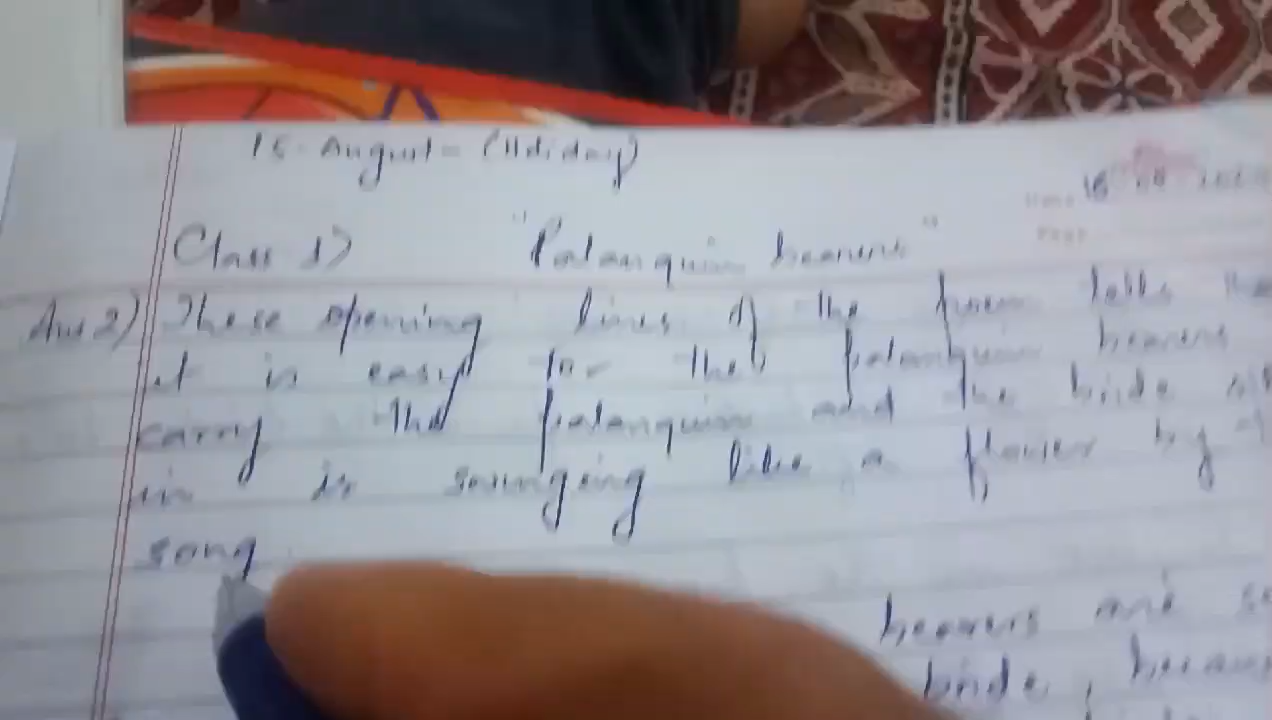 15 - August - (Holiday)
Class 1) "Palanquin bearers"
Ans 2) These opening lines of the poem tells
it is easy for the palanquin bearers
carry the palanquin and the bride
in is swinging like a flower by
song
bearers and
bride,